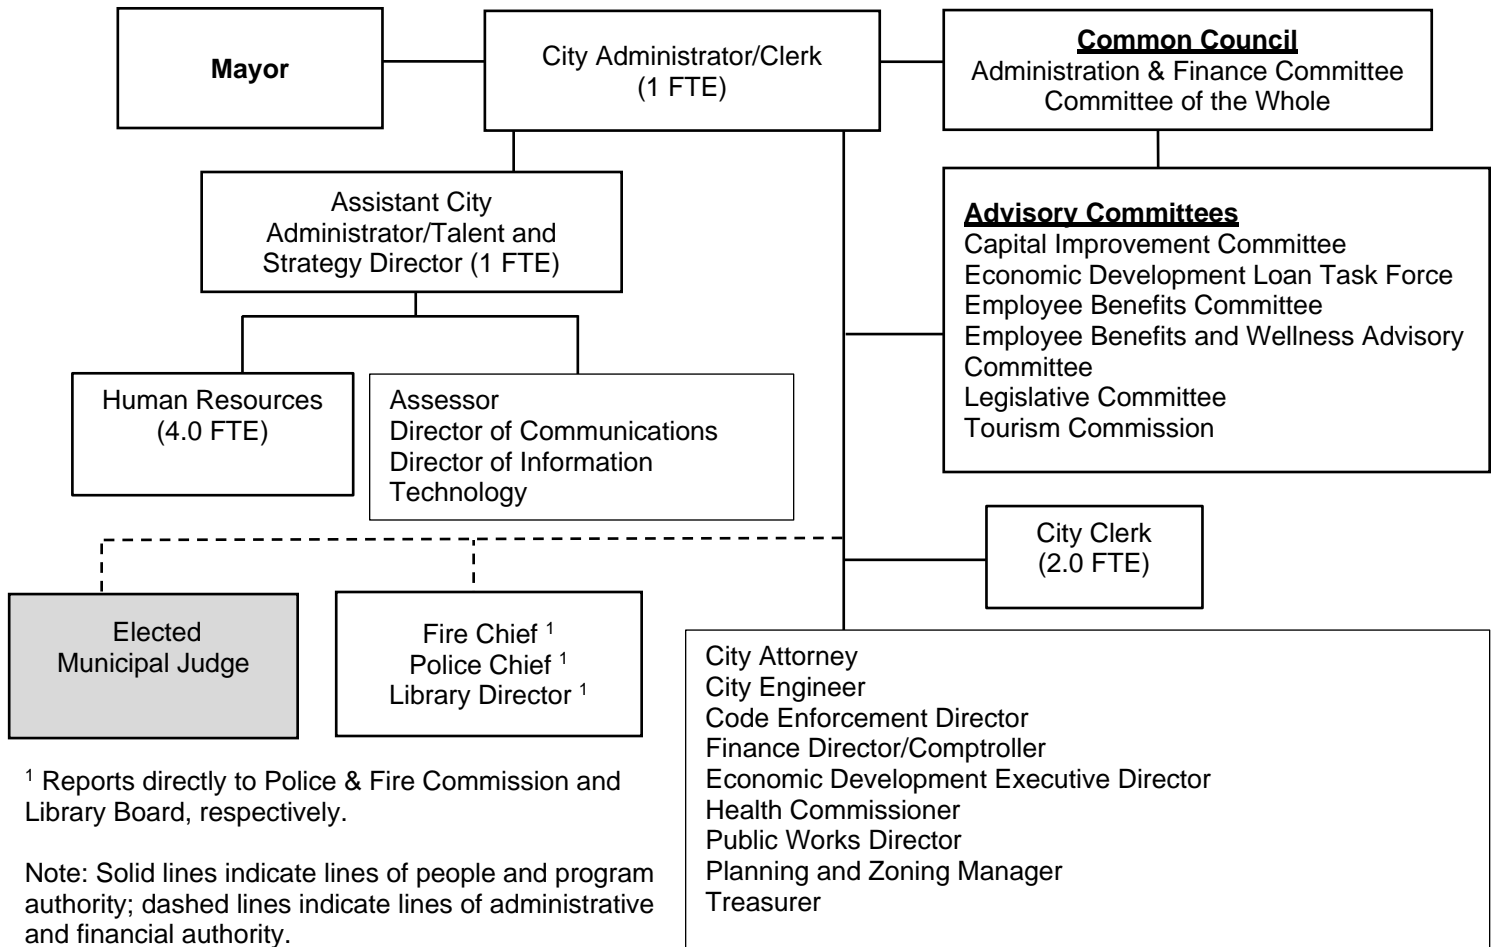 Mayor
City Administrator/Clerk
(1 FTE)
Common Council
Administration & Finance Committee
Committee of the Whole
Assistant City
Administrator/Talent and
Strategy Director (1 FTE)
Advisory Committees
Capital Improvement Committee
Economic Development Loan Task Force
Employee Benefits Committee
Employee Benefits and Wellness Advisory
Committee
Legislative Committee
Tourism Commission
Human Resources
(4.0 FTE)
Assessor
Director of Communications
Director of Information
Technology
City Clerk
(2.0 FTE)
Elected
Municipal Judge
Fire Chief ¹
Police Chief ¹
Library Director ¹
City Attorney
City Engineer
Code Enforcement Director
Finance Director/Comptroller
Economic Development Executive Director
Health Commissioner
Public Works Director
Planning and Zoning Manager
Treasurer
¹ Reports directly to Police & Fire Commission and
Library Board, respectively.
Note: Solid lines indicate lines of people and program
authority; dashed lines indicate lines of administrative
and financial authority.